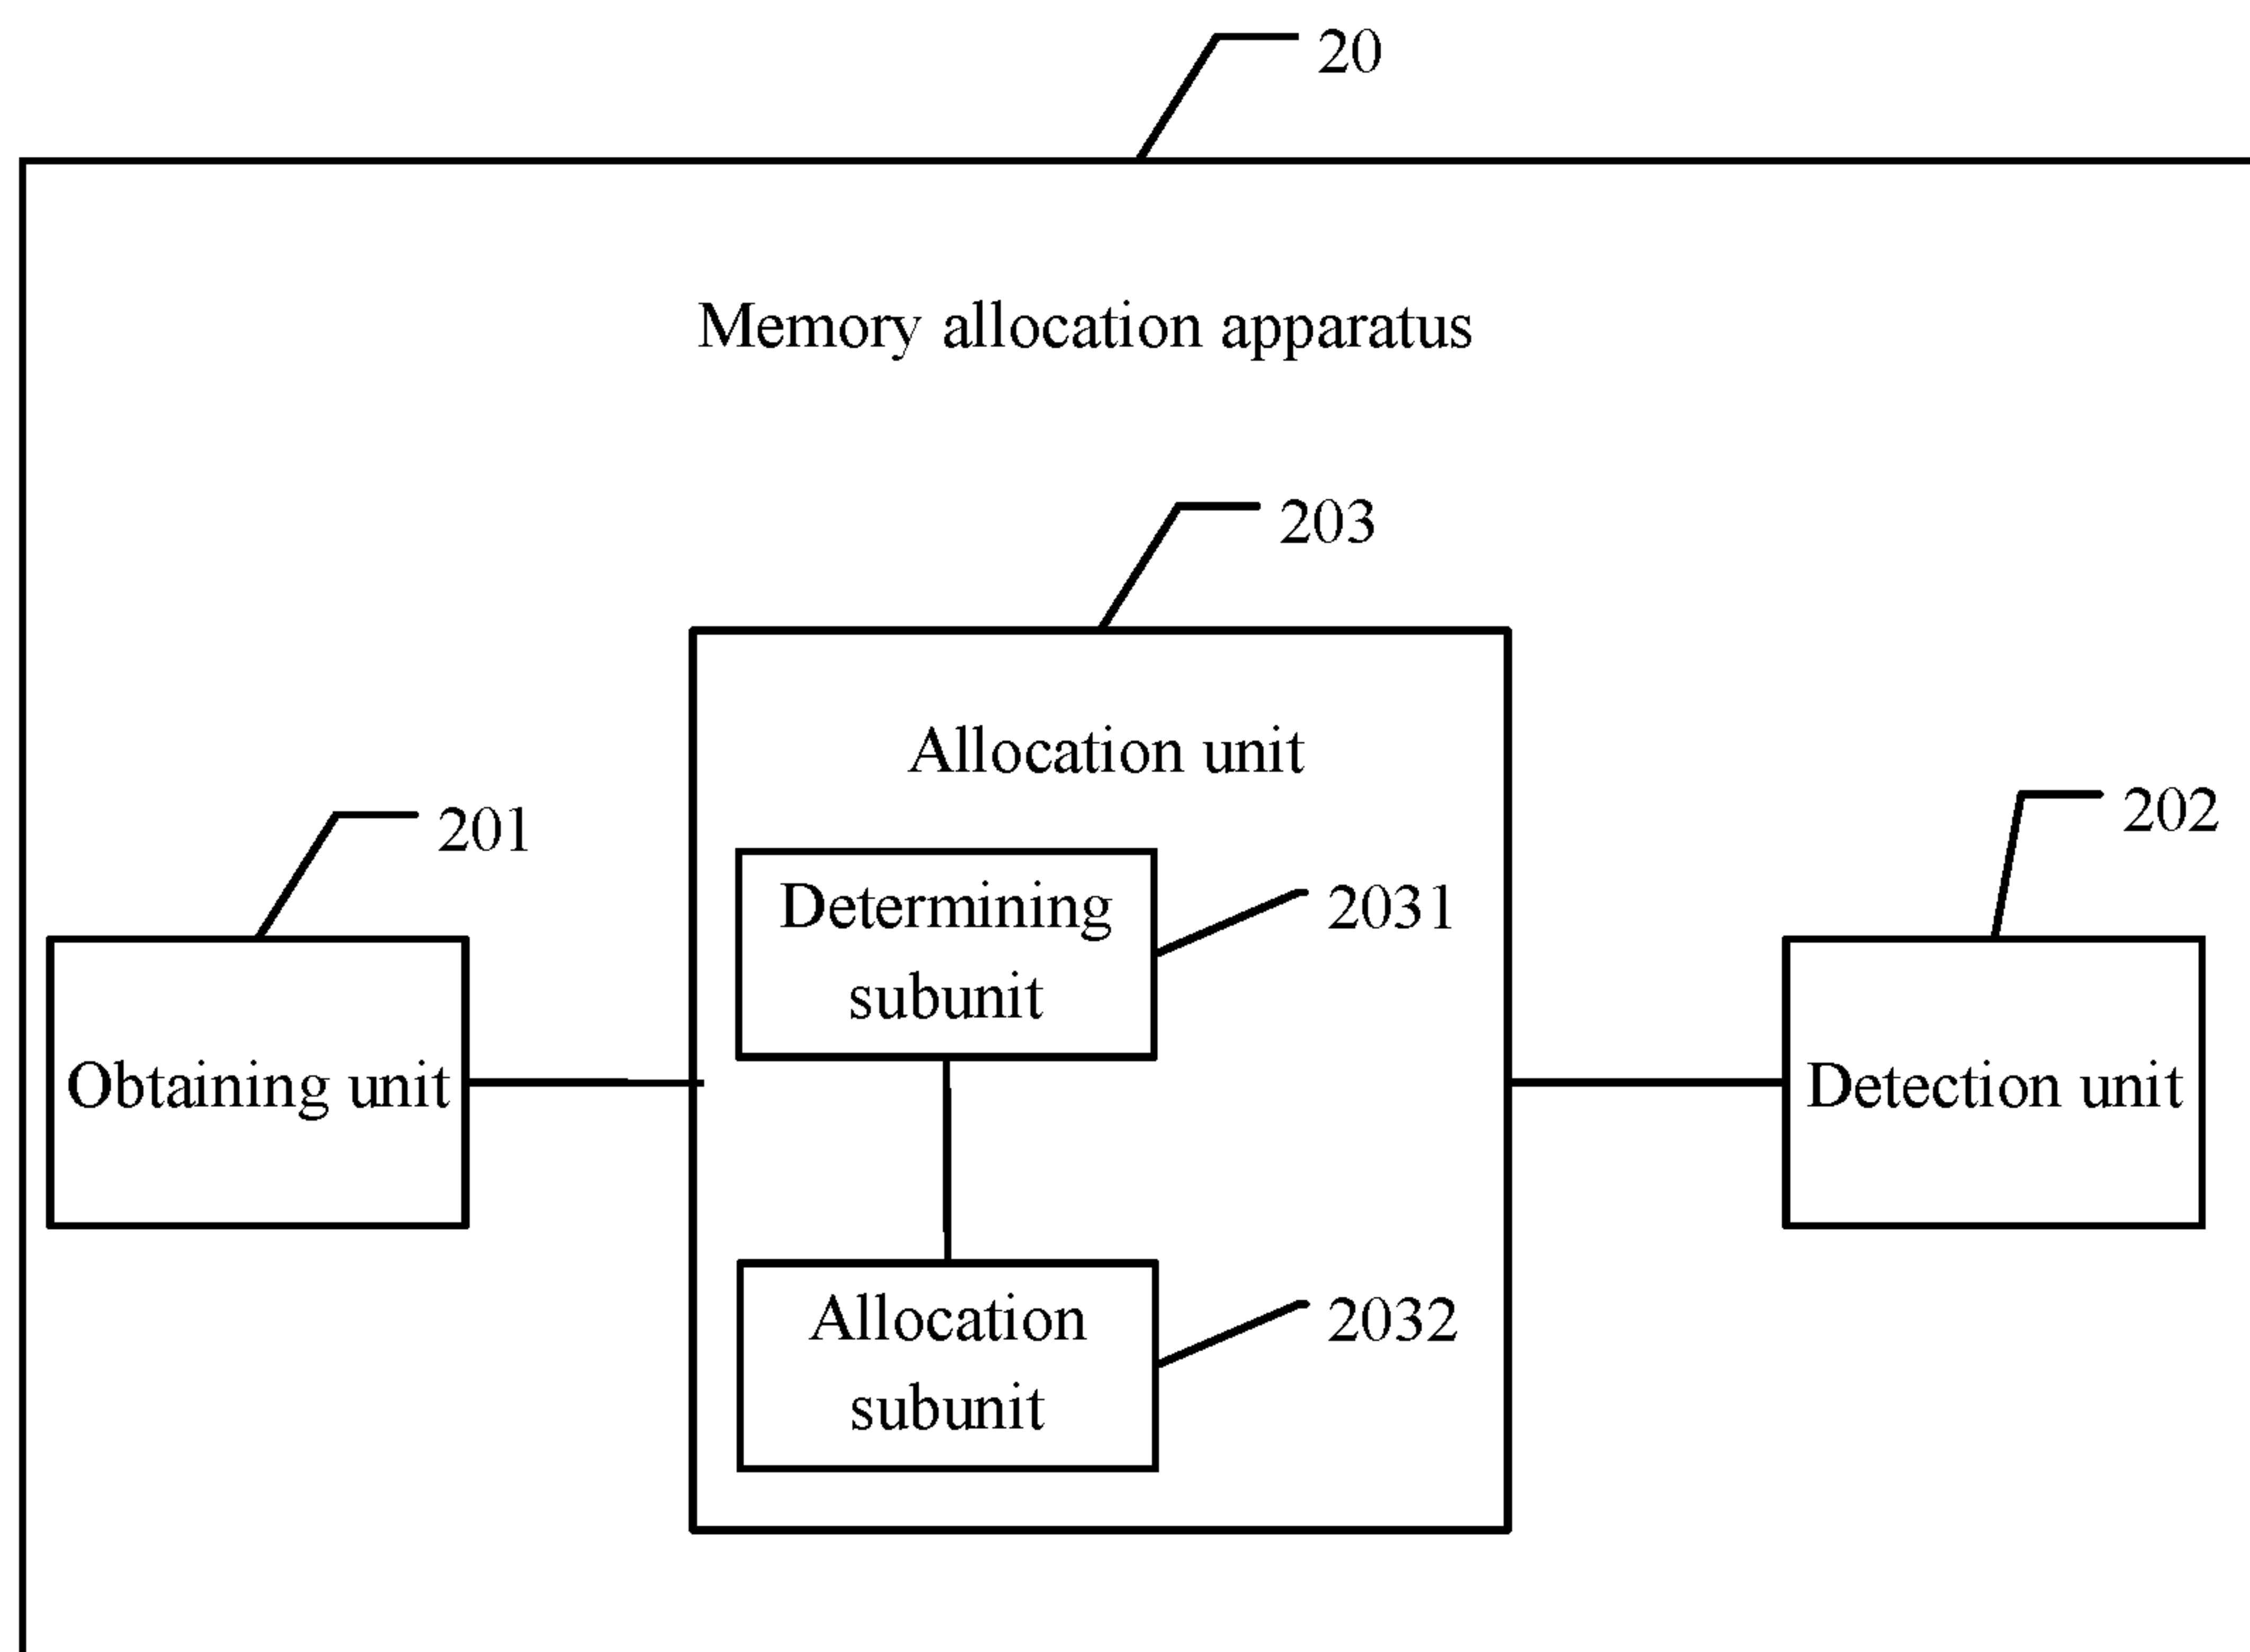 20
Memory allocation apparatus
203
Allocation unit
201
202
Determining
subunit
2031
Obtaining unit
Detection unit
Allocation
subunit
2032